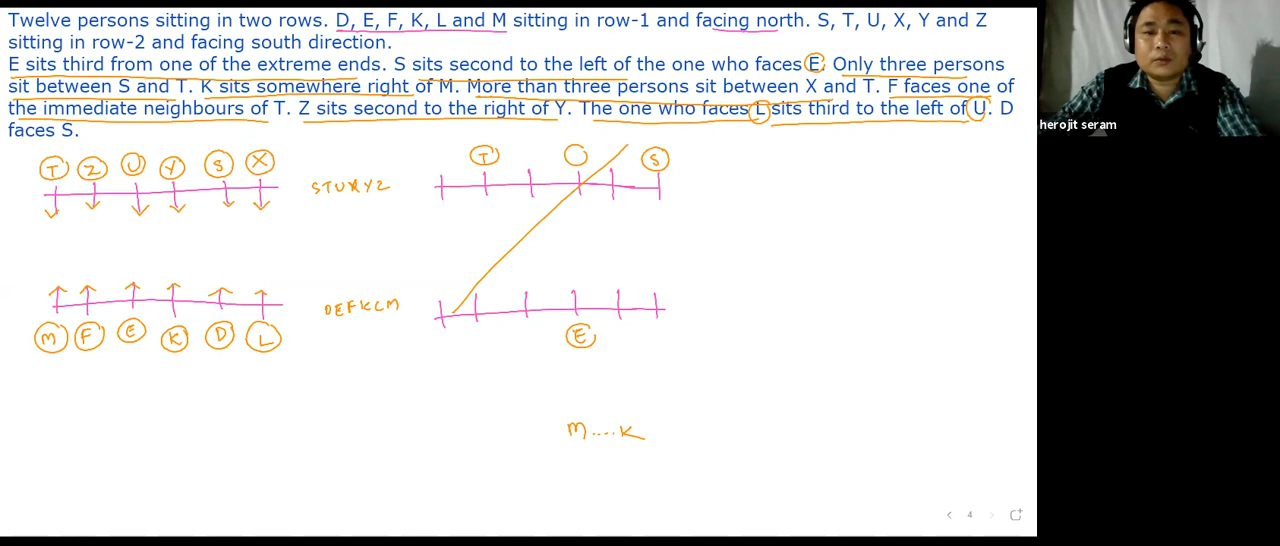 Twelve persons sitting in two rows. D, E, F, K, L and M sitting in row-1 and facing north. S, T, U, X, Y and Z
sitting in row-2 and facing south direction.
E sits third from one of the extreme ends. S sits second to the left of the one who faces E. Only three persons
sit between S and T. K sits somewhere right of M. More than three persons sit between X and T. F faces one of
the immediate neighbours of T. Z sits second to the right of Y. The one who faces L sits third to the left of U. D
faces S.
herojit seram
T Z U Y S X
STUXYZ
T S
DEFKLM
M F E K D L
E
M....K
4